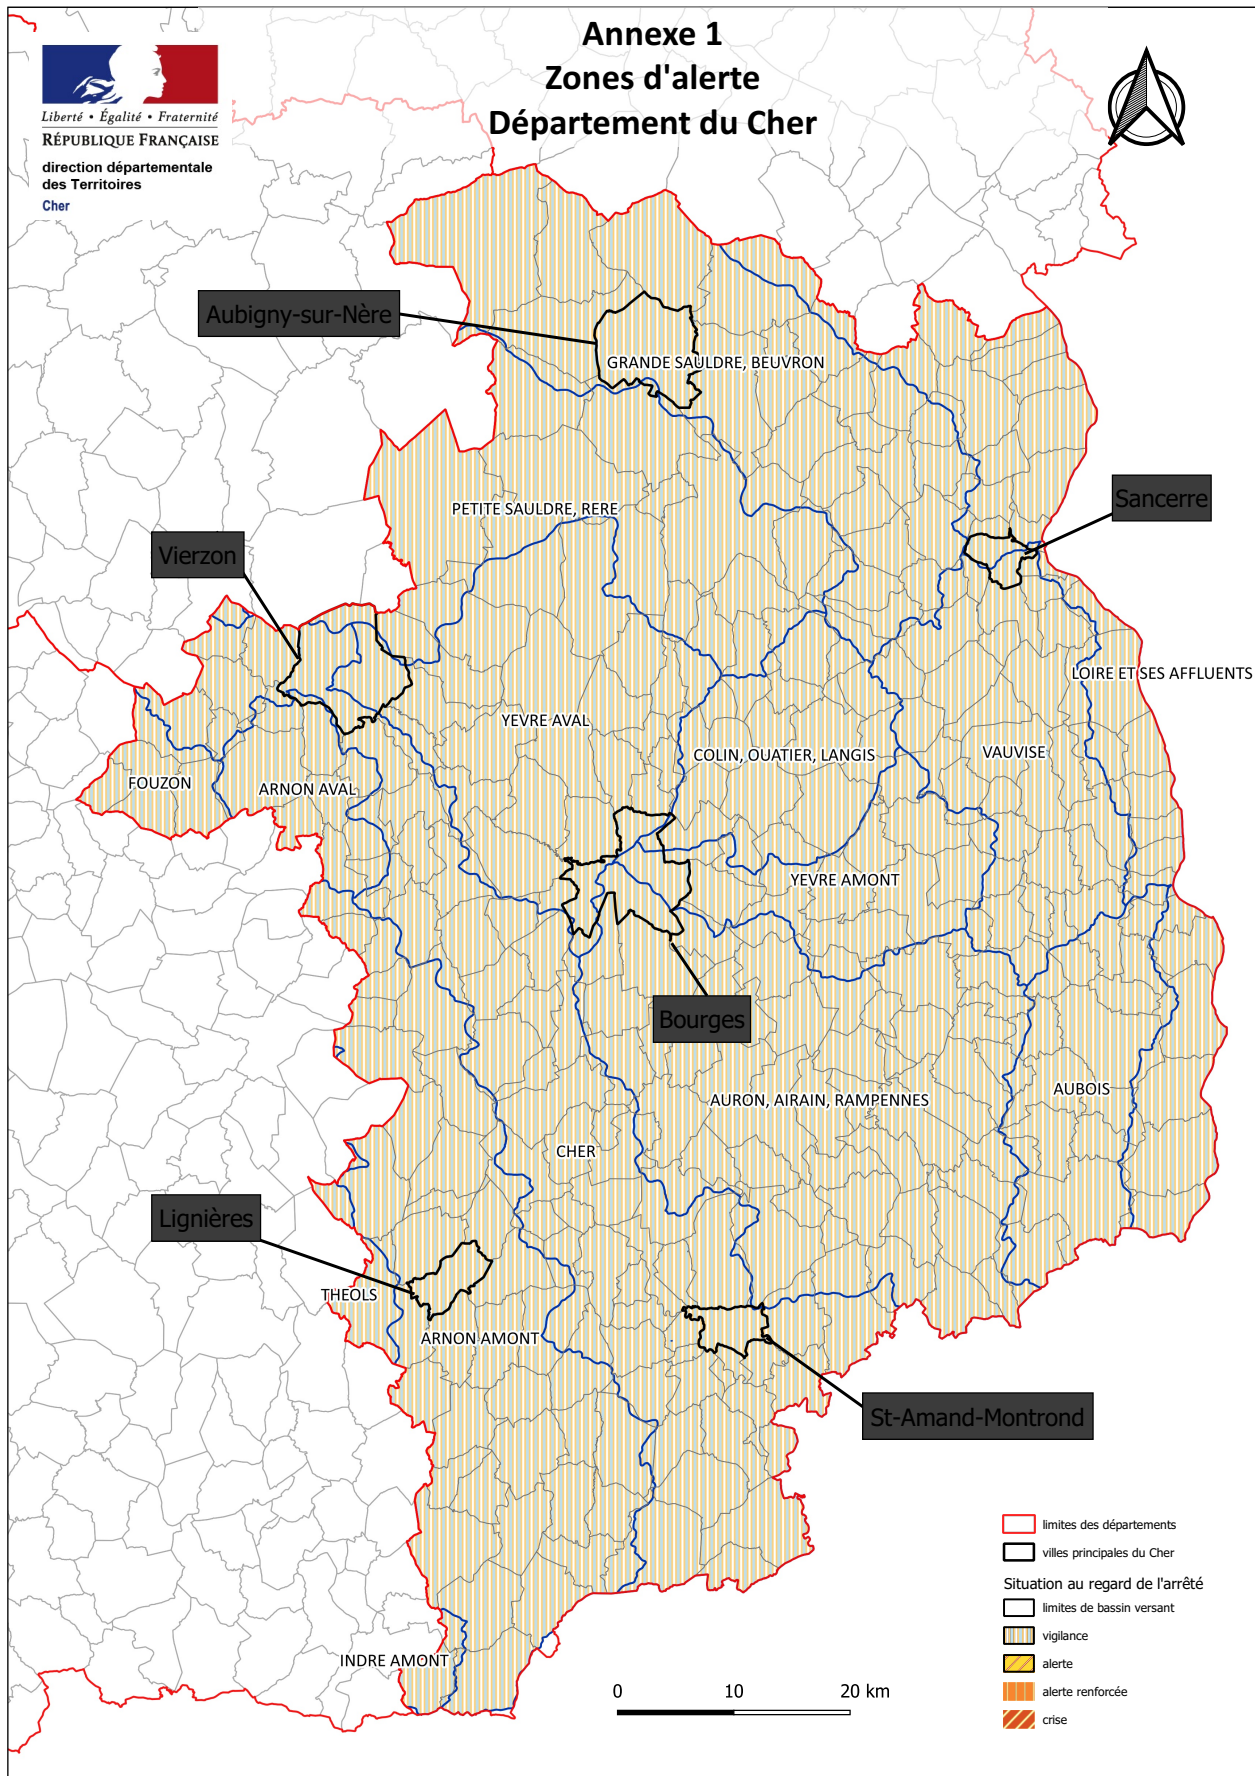 Annexe 1
Zones d'alerte
Département du Cher
Liberté • Égalité • Fraternité
RÉPUBLIQUE FRANÇAISE
direction départementale
des Territoires
Cher
Aubigny-sur-Nère
GRANDE SAULDRE, BEUVRON
Sancerre
PETITE SAULDRE, RERE
Vierzon
LOIRE ET SES AFFLUENTS
YEVRE AVAL
COLIN, OUATIER, LANGIS
VAUVISE
FOUZON
ARNON AVAL
YEVRE AMONT
Bourges
AUBOIS
AURON, AIRAIN, RAMPENNES
CHER
Lignières
THEOLS
ARNON AMONT
St-Amand-Montrond
INDRE AMONT
limites des départements
villes principales du Cher
Situation au regard de l'arrêté
limites de bassin versant
vigilance
alerte
alerte renforcée
crise
0 10 20 km